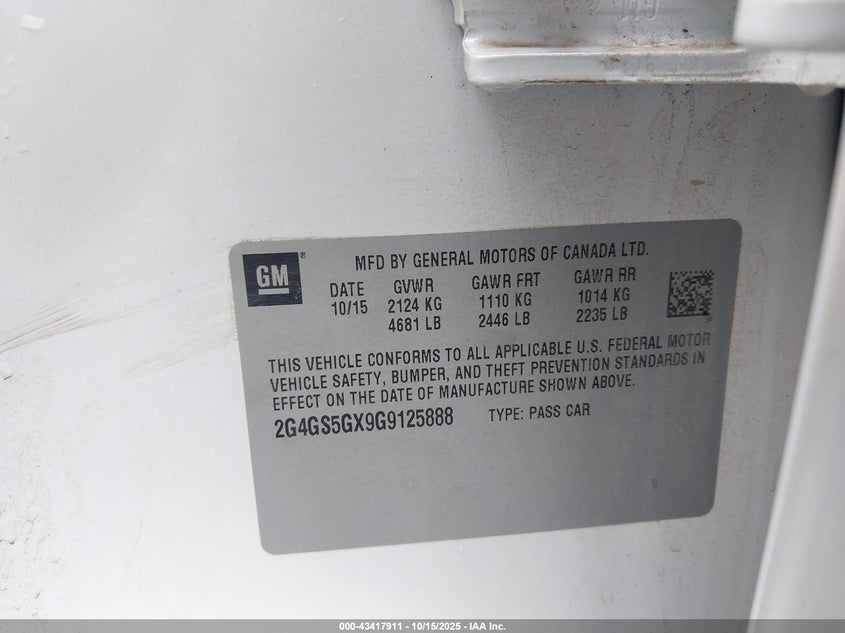 GM
MFD BY GENERAL MOTORS OF CANADA LTD.
DATE GVWR GAWR FRT GAWR RR
10/15 2124 KG 1110 KG 1014 KG
4681 LB 2446 LB 2235 LB
THIS VEHICLE CONFORMS TO ALL APPLICABLE U.S. FEDERAL MOTOR
VEHICLE SAFETY, BUMPER, AND THEFT PREVENTION STANDARDS IN
EFFECT ON THE DATE OF MANUFACTURE SHOWN ABOVE.
2G4GS5GX9G9125888 TYPE: PASS CAR
000-43417911 - 10/15/2025 - IAA Inc.